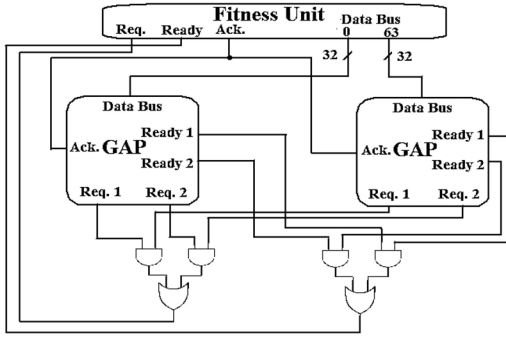 Fitness Unit
Req. Ready Ack. Data Bus
0 63
32 32
Data Bus
Ready 1
Ack. GAP
Ready 2
Req. 1 Req. 2
Data Bus
Ready 1
Ack. GAP
Ready 2
Req. 1 Req. 2